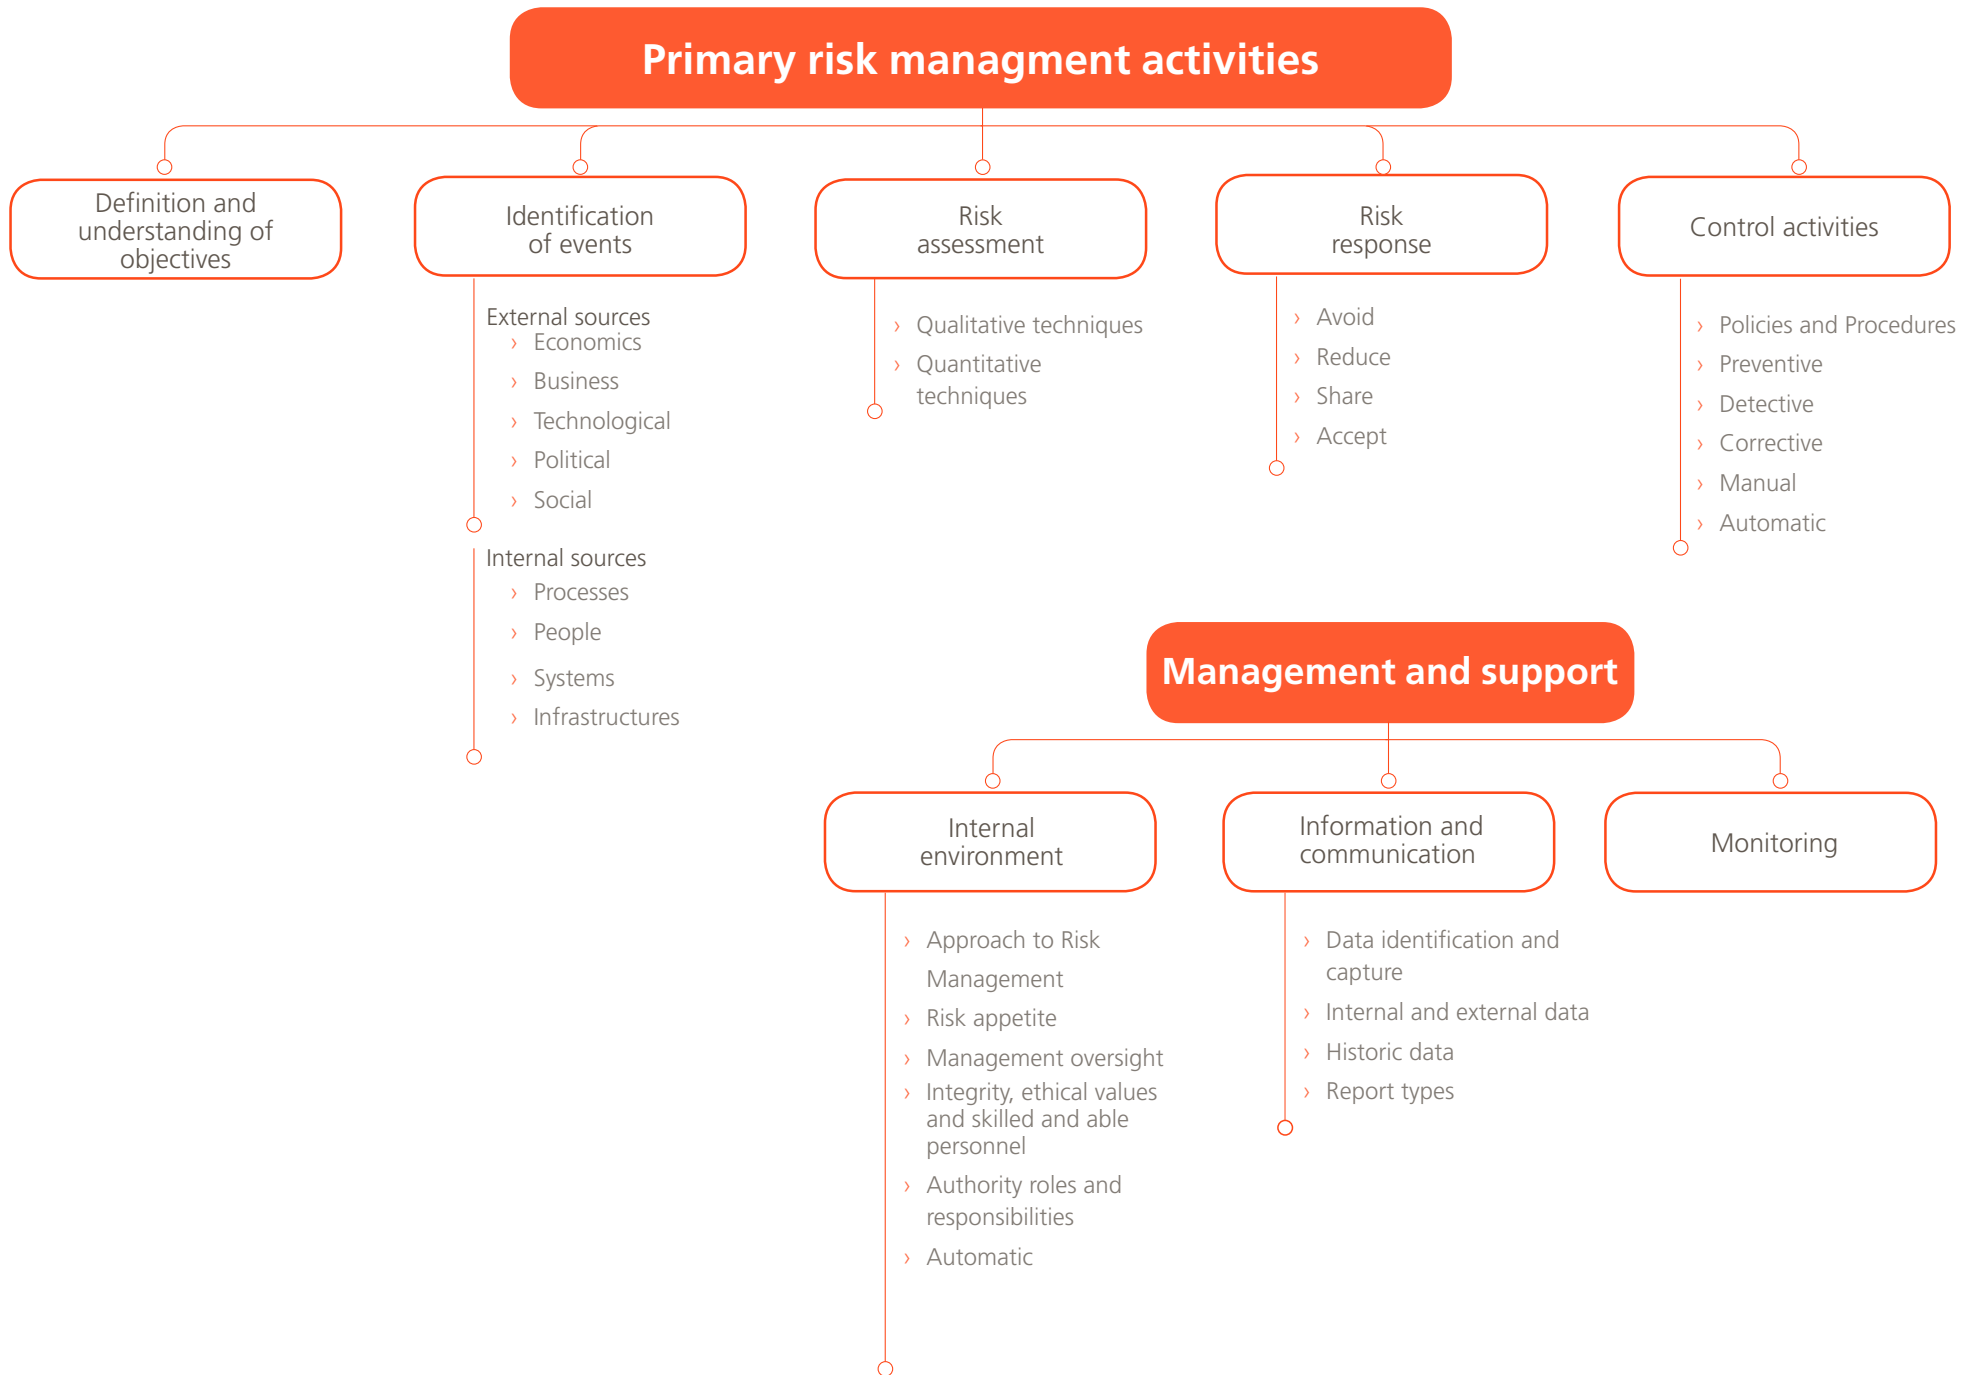 Primary risk managment activities
Definition and
understanding of
objectives
Identification
of events
External sources
› Economics
› Business
› Technological
› Political
› Social
Internal sources
› Processes
› People
› Systems
› Infrastructures
Risk
assessment
› Qualitative techniques
› Quantitative
techniques
Risk
response
› Avoid
› Reduce
› Share
› Accept
Control activities
› Policies and Procedures
› Preventive
› Detective
› Corrective
› Manual
› Automatic
Management and support
Internal
environment
› Approach to Risk
Management
› Risk appetite
› Management oversight
› Integrity, ethical values
and skilled and able
personnel
› Authority roles and
responsibilities
› Automatic
Information and
communication
› Data identification and
capture
› Internal and external data
› Historic data
› Report types
Monitoring